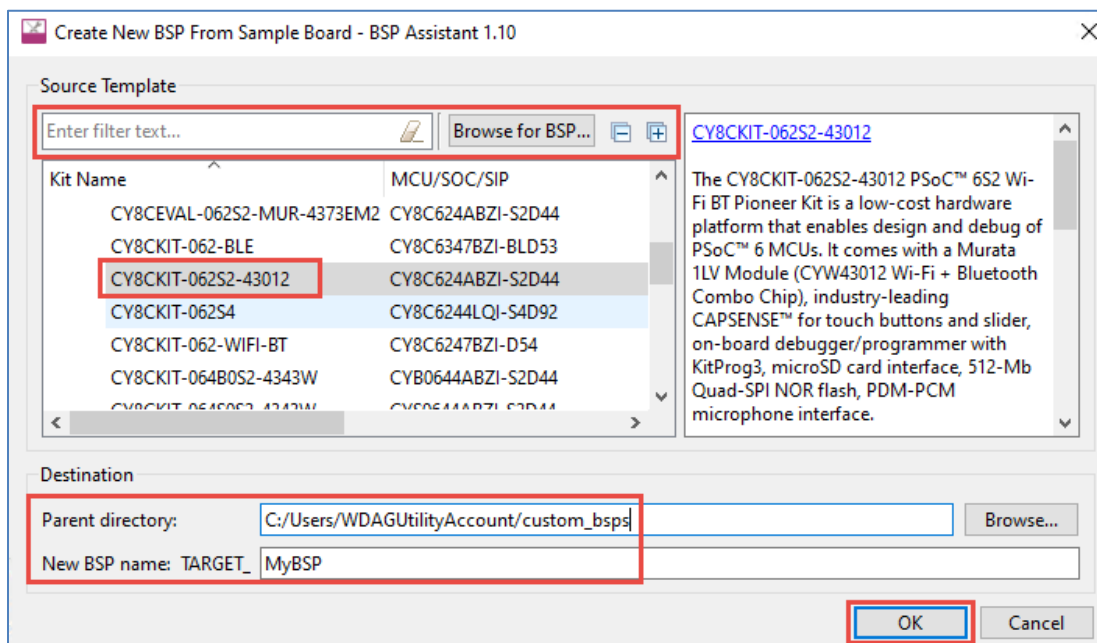 Create New BSP From Sample Board - BSP Assistant 1.10
Source Template
Enter filter text...
Browse for BSP...
Kit Name
MCU/SOC/SIP
CY8CEVAL-062S2-MUR-4373EM2 CY8C624ABZI-S2D44
CY8CKIT-062-BLE CY8C6347BZI-BLD53
CY8CKIT-062S2-43012 CY8C624ABZI-S2D44
CY8CKIT-062S4 CY8C6244LQI-S4D92
CY8CKIT-062-WIFI-BT CY8C6247BZI-D54
CY8CKIT-064B0S2-4343W CYB0644ABZI-S2D44
CY8CKIT-064S0S2-4343W CYS0644ABZI-S2D44
CY8CKIT-062S2-43012
The CY8CKIT-062S2-43012 PSoC™ 6S2 Wi-
Fi BT Pioneer Kit is a low-cost hardware
platform that enables design and debug of
PSoC™ 6 MCUs. It comes with a Murata
1LV Module (CYW43012 Wi-Fi + Bluetooth
Combo Chip), industry-leading
CAPSENSE™ for touch buttons and slider,
on-board debugger/programmer with
KitProg3, microSD card interface, 512-Mb
Quad-SPI NOR flash, PDM-PCM
microphone interface.
Destination
Parent directory: C:/Users/WDAGUtilityAccount/custom_bsps Browse...
New BSP name: TARGET_ MyBSP
OK Cancel